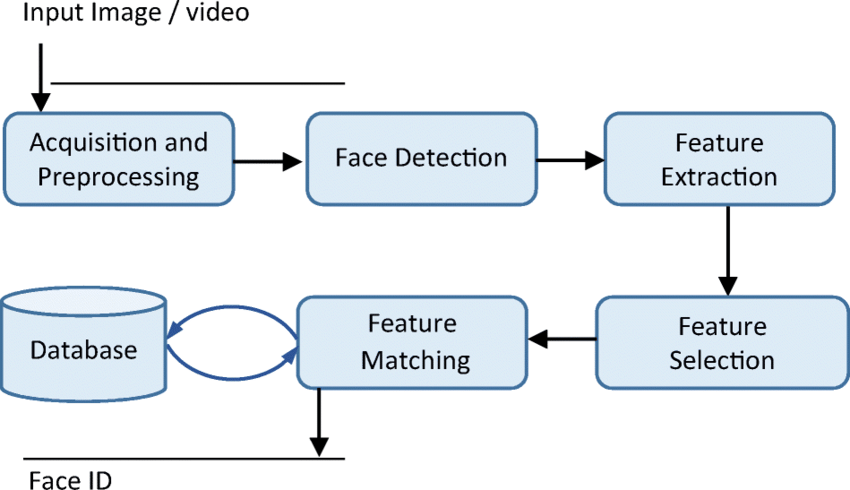 Input Image / video
Acquisition and
Preprocessing
Face Detection
Feature
Extraction
Database
Feature
Matching
Feature
Selection
Face ID